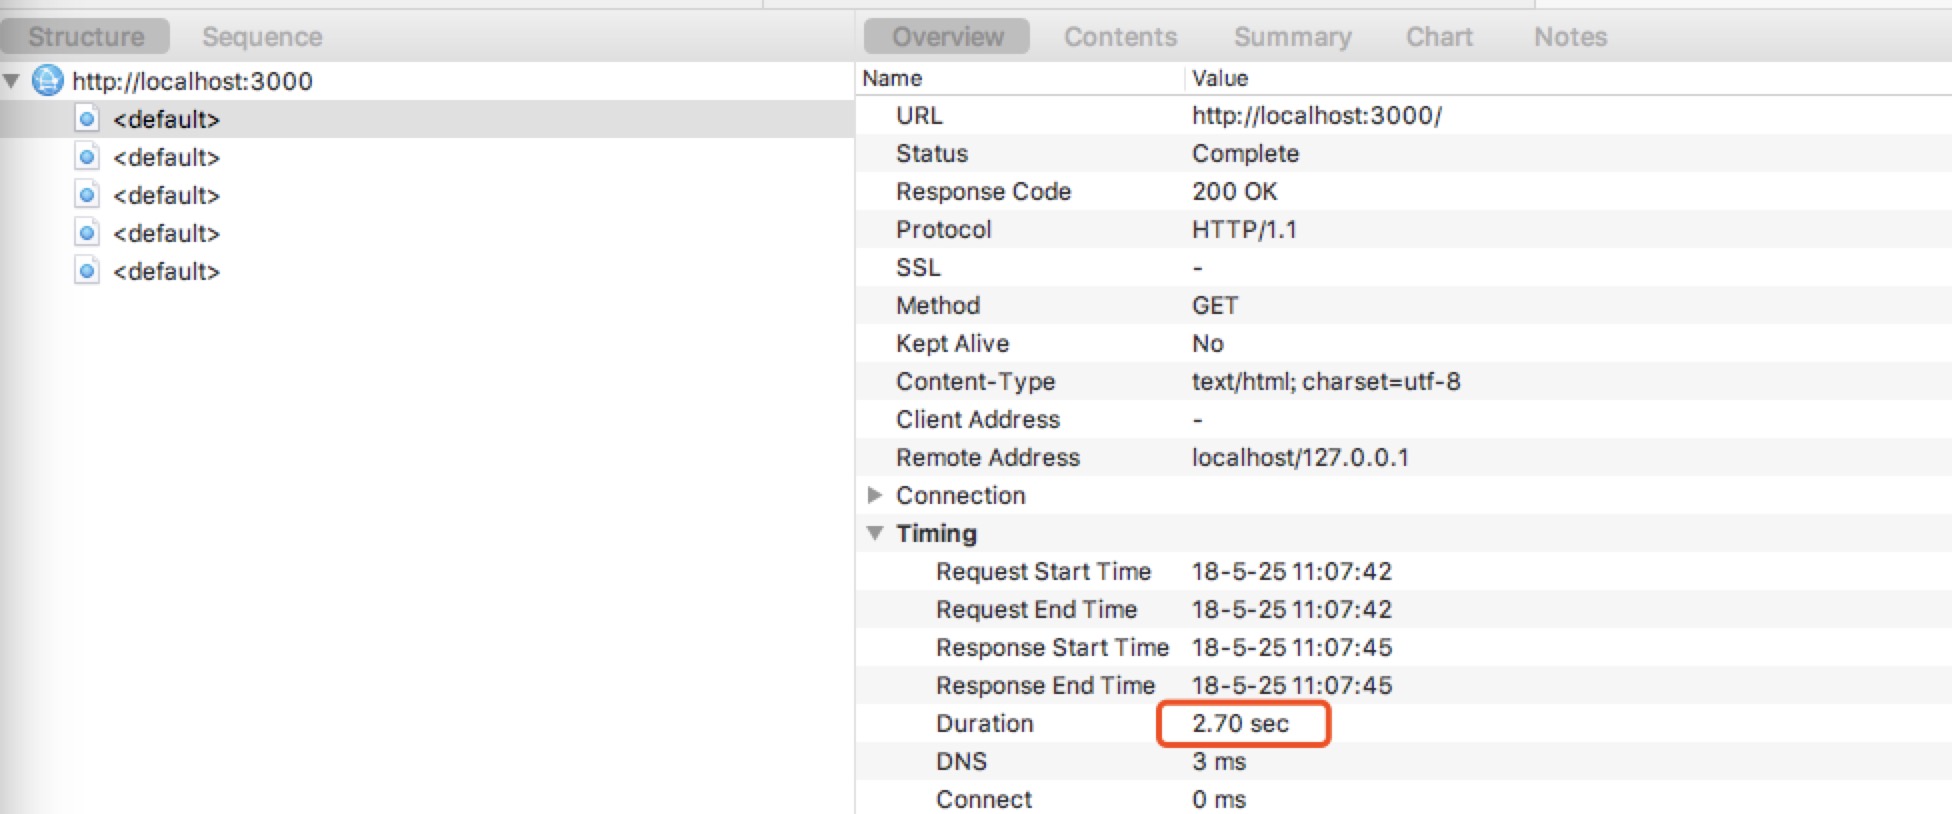 Structure Sequence
http://localhost:3000
<default>
<default>
<default>
<default>
<default>
Overview Contents Summary Chart Notes
Name Value
URL http://localhost:3000/
Status Complete
Response Code 200 OK
Protocol HTTP/1.1
SSL -
Method GET
Kept Alive No
Content-Type text/html; charset=utf-8
Client Address -
Remote Address localhost/127.0.0.1
Connection
Timing
Request Start Time 18-5-25 11:07:42
Request End Time 18-5-25 11:07:42
Response Start Time 18-5-25 11:07:45
Response End Time 18-5-25 11:07:45
Duration 2.70 sec
DNS 3 ms
Connect 0 ms